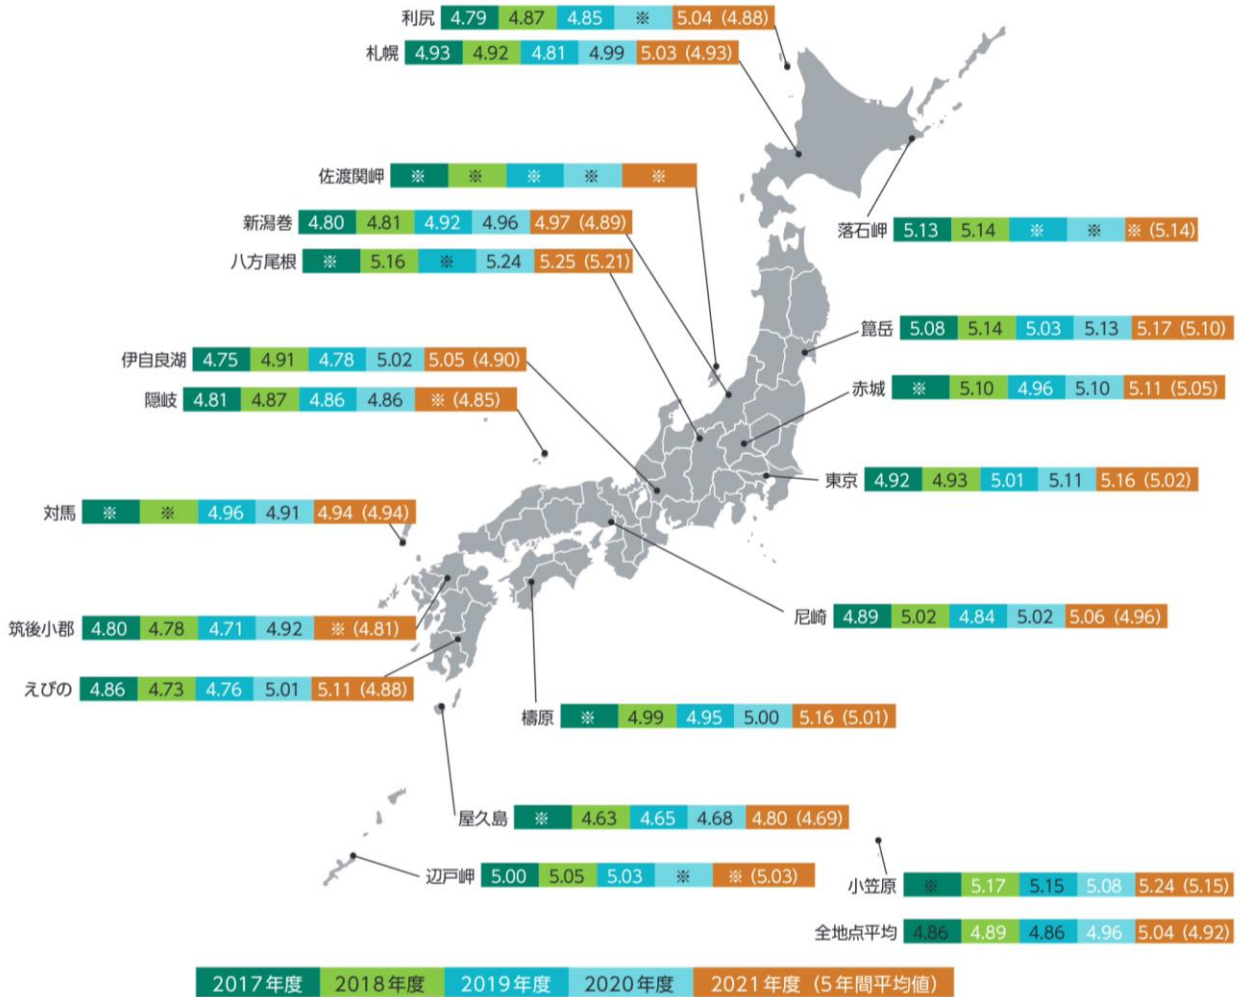 利尻 4.79 4.87 4.85 ※ 5.04 (4.88)
札幌 4.93 4.92 4.81 4.99 5.03 (4.93)
佐渡関岬 ※ ※ ※ ※ ※
新潟巻 4.80 4.81 4.92 4.96 4.97 (4.89)
落石岬 5.13 5.14 ※ ※ ※ (5.14)
八方尾根 ※ 5.16 ※ 5.24 5.25 (5.21)
箟岳 5.08 5.14 5.03 5.13 5.17 (5.10)
伊自良湖 4.75 4.91 4.78 5.02 5.05 (4.90)
赤城 ※ 5.10 4.96 5.10 5.11 (5.05)
隠岐 4.81 4.87 4.86 4.86 ※ (4.85)
東京 4.92 4.93 5.01 5.11 5.16 (5.02)
対馬 ※ ※ 4.96 4.91 4.94 (4.94)
尼崎 4.89 5.02 4.84 5.02 5.06 (4.96)
筑後小郡 4.80 4.78 4.71 4.92 ※ (4.81)
えびの 4.86 4.73 4.76 5.01 5.11 (4.88)
檮原 ※ 4.99 4.95 5.00 5.16 (5.01)
屋久島 ※ 4.63 4.65 4.68 4.80 (4.69)
辺戸岬 5.00 5.05 5.03 ※ ※ (5.03)
小笠原 ※ 5.17 5.15 5.08 5.24 (5.15)
全地点平均 4.86 4.89 4.86 4.96 5.04 (4.92)
2017年度 2018年度 2019年度 2020年度 2021年度 (5年間平均値)